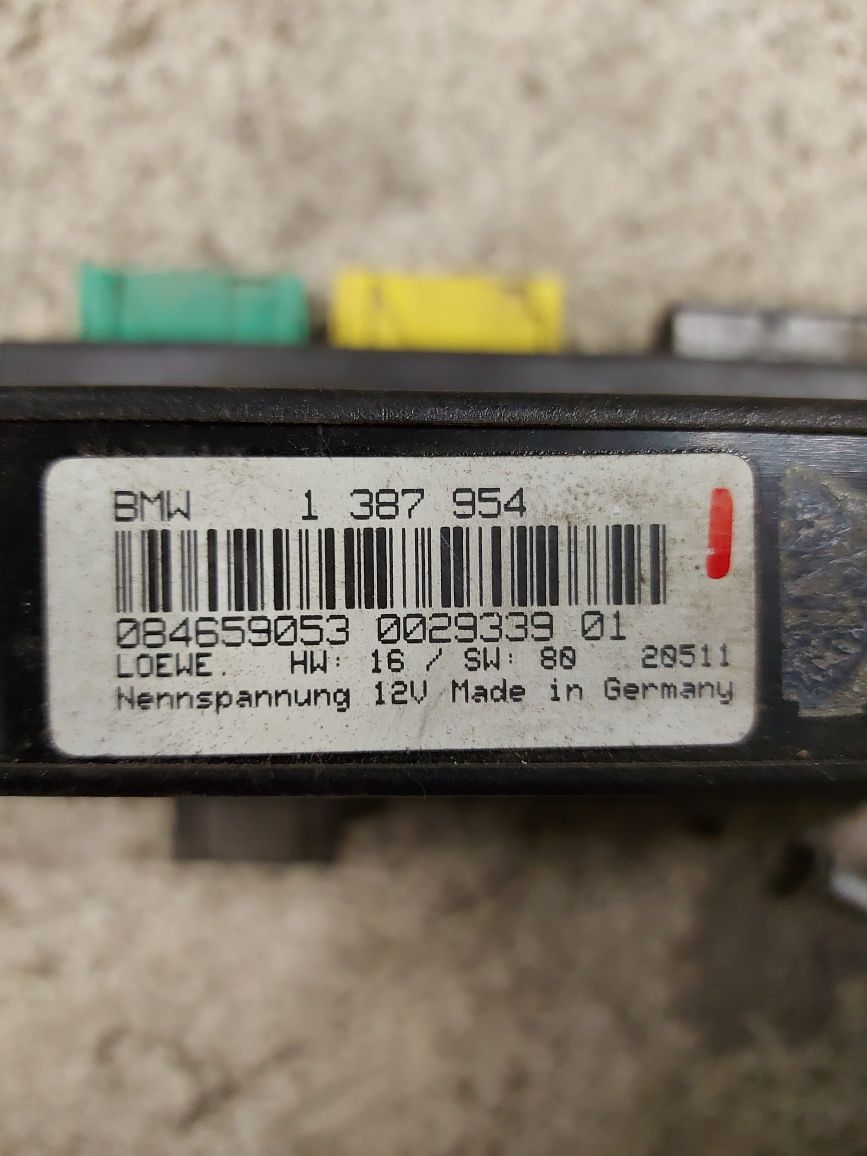 BMW 1 387 954
084659053 0029339 01
LOEWE. HW: 16 / SW: 80 20511
Nennspannung 12V Made in Germany